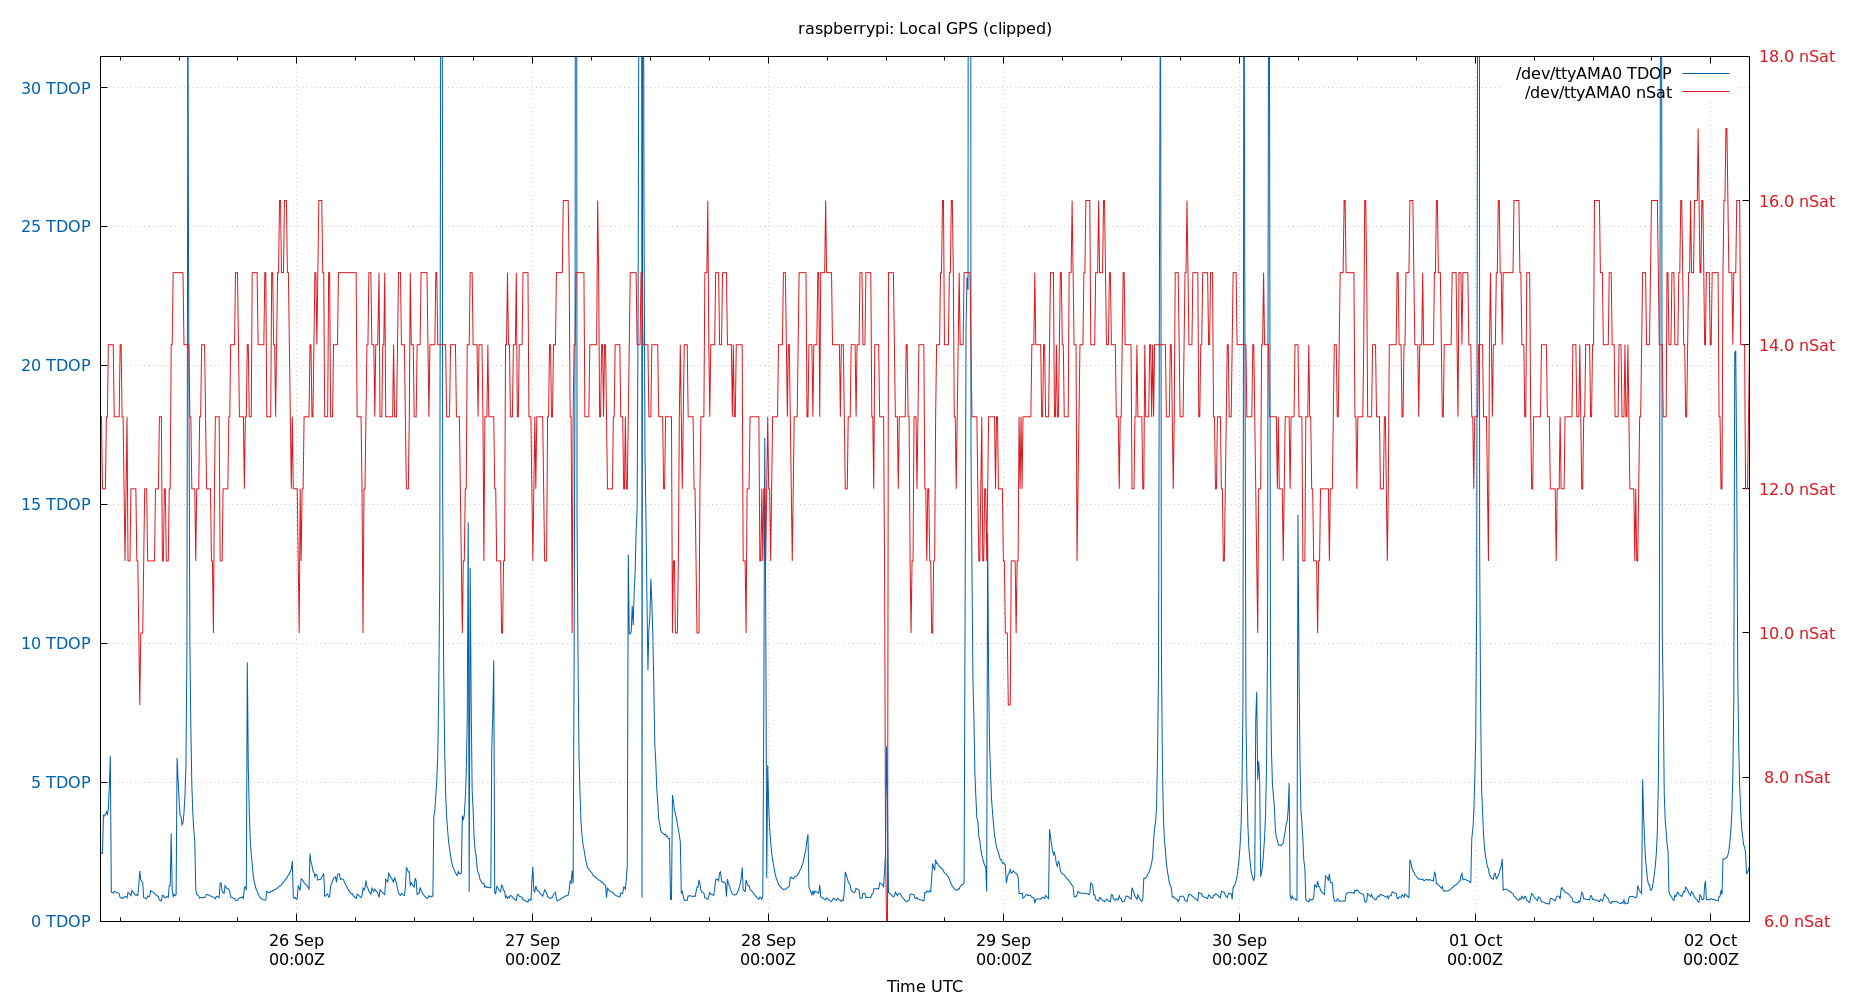 raspberrypi: Local GPS (clipped)
/dev/ttyAMA0 TDOP
/dev/ttyAMA0 nSat
30 TDOP
25 TDOP
20 TDOP
15 TDOP
10 TDOP
5 TDOP
0 TDOP
18.0 nSat
16.0 nSat
14.0 nSat
12.0 nSat
10.0 nSat
8.0 nSat
6.0 nSat
26 Sep
00:00Z
27 Sep
00:00Z
28 Sep
00:00Z
29 Sep
00:00Z
30 Sep
00:00Z
01 Oct
00:00Z
02 Oct
00:00Z
Time UTC